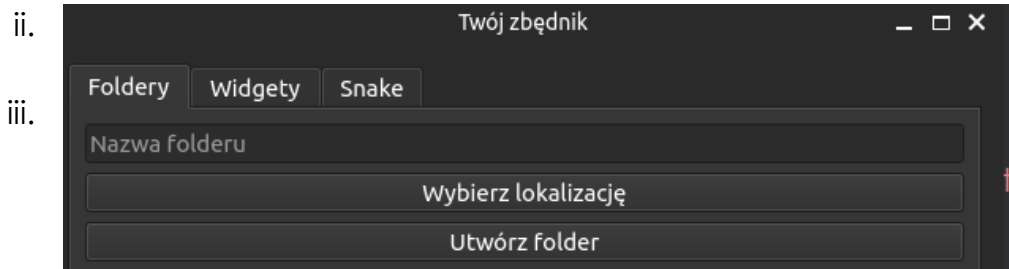 ii.
Twój zbędnik
Foldery Widgety Snake
iii.
Nazwa folderu
Wybierz lokalizację
Utwórz folder